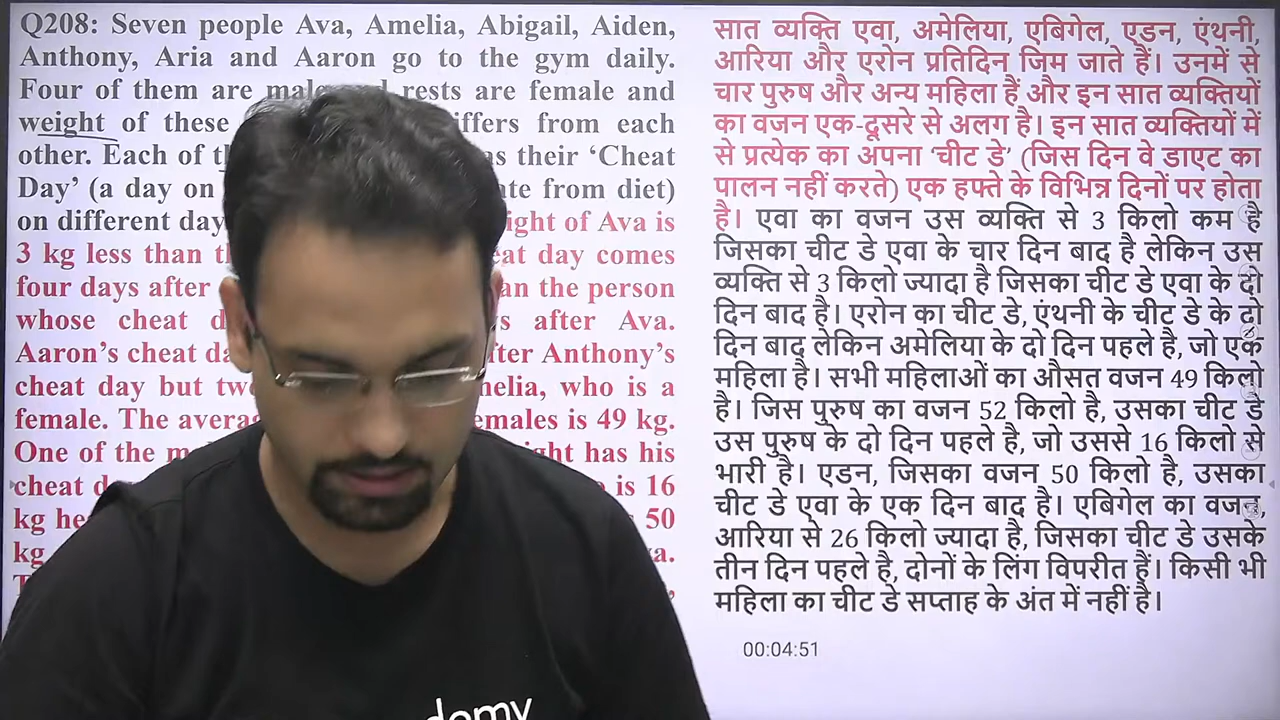 Q208: Seven people Ava, Amelia, Abigail, Aiden,
Anthony, Aria and Aaron go to the gym daily.
Four of them are male rests are female and
weight of these differs from each
other. Each of their ‘Cheat
Day’ (a day on from diet)
on different day weight of Ava is
3 kg less than cheat day comes
four days after than the person
whose cheat after Ava.
Aaron’s cheat after Anthony’s
cheat day but two Amelia, who is a
female. The average females is 49 kg.
One of the has his
cheat is 16
kg 50
kg
सात व्यक्ति एवा, अमेलिया, एबिगेल, एडन, एंथनी,
आरिया और एरोन प्रतिदिन जिम जाते हैं। उनमें से
चार पुरुष और अन्य महिला हैं और इन सात व्यक्तियों
का वजन एक-दूसरे से अलग है। इन सात व्यक्तियों में
से प्रत्येक का अपना ‘चीट डे’ (जिस दिन वे डाएट का
पालन नहीं करते) एक हफ्ते के विभिन्न दिनों पर होता
है। एवा का वजन उस व्यक्ति से 3 किलो कम है
जिसका चीट डे एवा के चार दिन बाद है लेकिन उस
व्यक्ति से 3 किलो ज्यादा है जिसका चीट डे एवा के दो
दिन बाद है। एरोन का चीट डे, एंथनी के चीट डे के दो
दिन बाद लेकिन अमेलिया के दो दिन पहले है, जो एक
महिला है। सभी महिलाओं का औसत वजन 49 किलो
है। जिस पुरुष का वजन 52 किलो है, उसका चीट डे
उस पुरुष के दो दिन पहले है, जो उससे 16 किलो से
भारी है। एडन, जिसका वजन 50 किलो है, उसका
चीट डे एवा के एक दिन बाद है। एबिगेल का वजन,
आरिया से 26 किलो ज्यादा है, जिसका चीट डे उसके
तीन दिन पहले है, दोनों के लिंग विपरीत हैं। किसी भी
महिला का चीट डे सप्ताह के अंत में नहीं है।
00:04:51